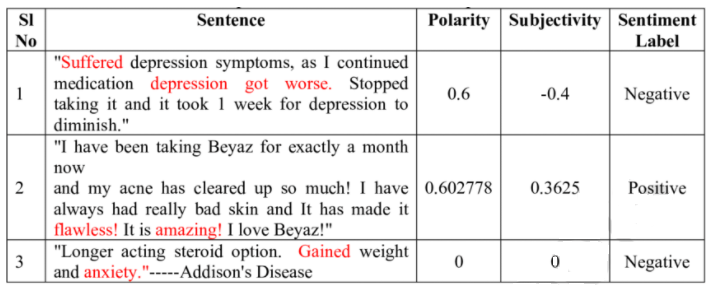 Sl No Sentence Polarity Subjectivity Sentiment Label
1 "Suffered depression symptoms, as I continued
medication depression got worse. Stopped
taking it and it took 1 week for depression to
diminish." 0.6 -0.4 Negative
2 "I have been taking Beyaz for exactly a month
now
and my acne has cleared up so much! I have
always had really bad skin and It has made it
flawless! It is amazing! I love Beyaz!" 0.602778 0.3625 Positive
3 "Longer acting steroid option. Gained weight
and anxiety."-----Addison's Disease 0 0 Negative